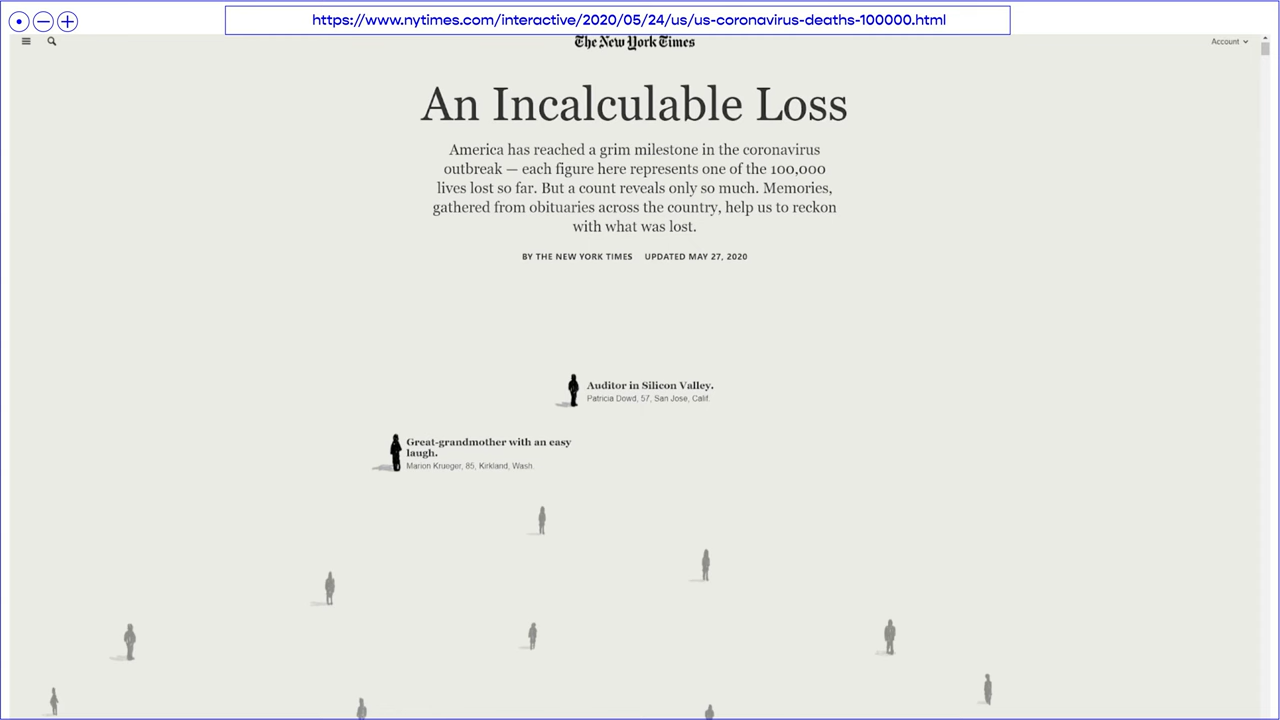 https://www.nytimes.com/interactive/2020/05/24/us/us-coronavirus-deaths-100000.html
The New York Times
Account
An Incalculable Loss
America has reached a grim milestone in the coronavirus
outbreak — each figure here represents one of the 100,000
lives lost so far. But a count reveals only so much. Memories,
gathered from obituaries across the country, help us to reckon
with what was lost.
BY THE NEW YORK TIMES UPDATED MAY 27, 2020
Auditor in Silicon Valley.
Patricia Dowd, 57, San Jose, Calif.
Great-grandmother with an easy
laugh.
Marion Krueger, 85, Kirkland, Wash.